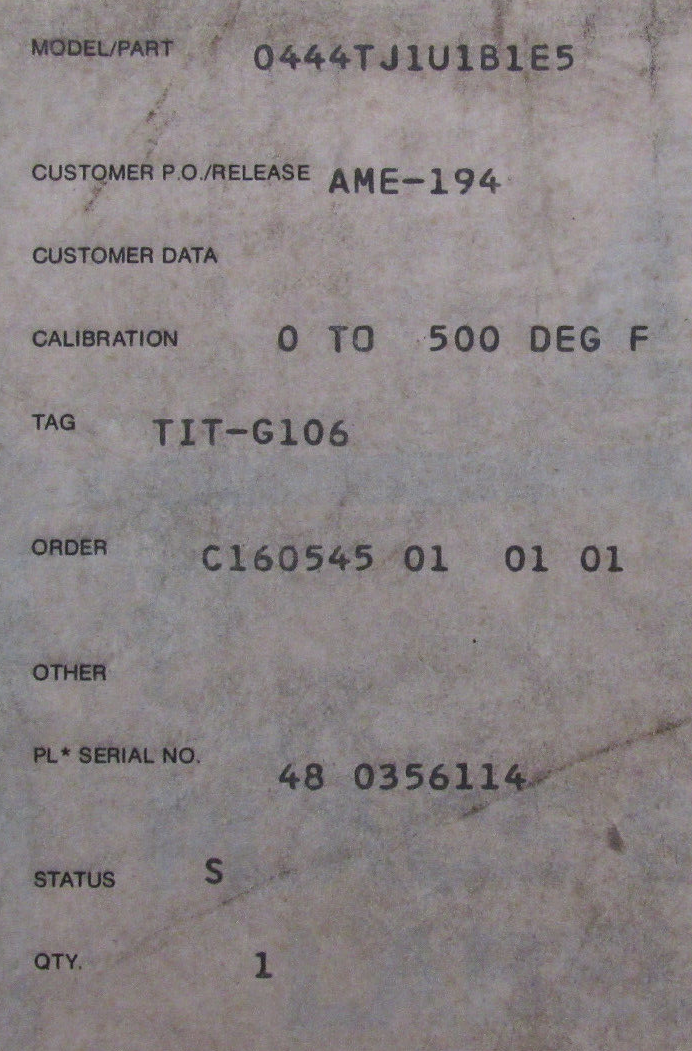 MODEL/PART 0444TJ1U1B1E5
CUSTOMER P.O./RELEASE AME-194
CUSTOMER DATA
CALIBRATION 0 TO 500 DEG F
TAG TIT-G106
ORDER C160545 01 01 01
OTHER
PL* SERIAL NO. 48 0356114
STATUS S
QTY. 1